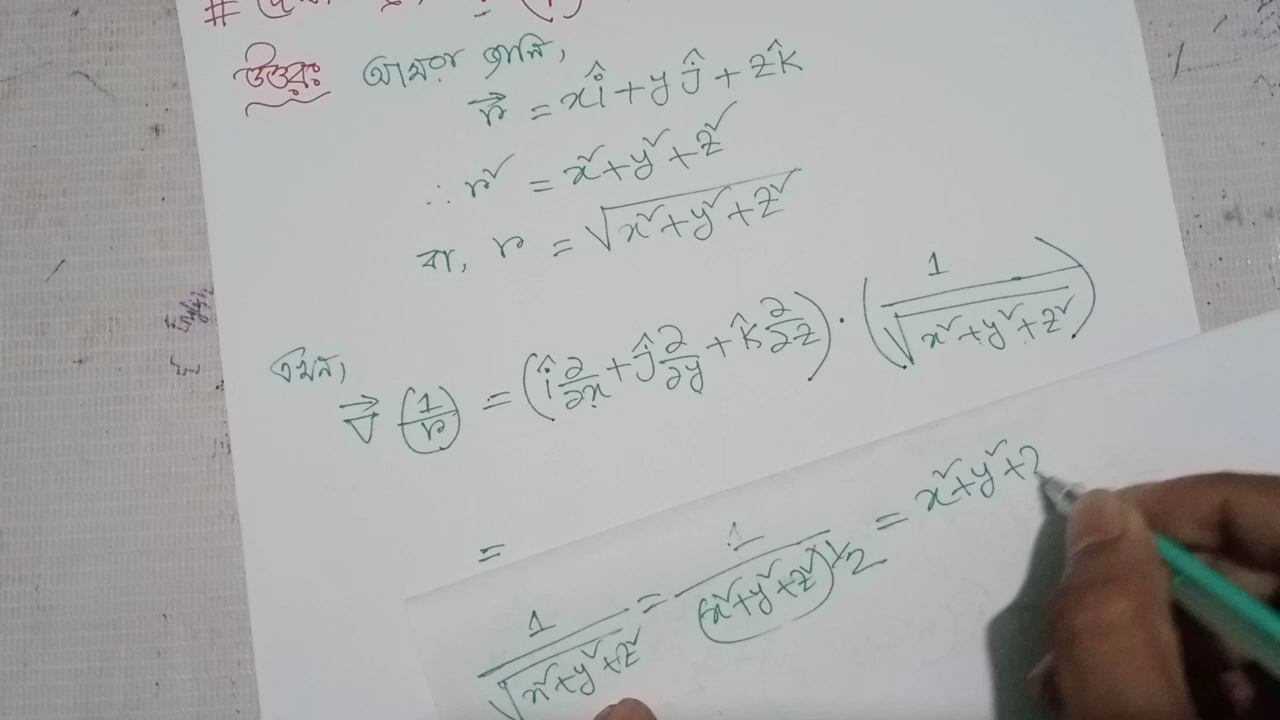 #
উত্তরঃ আমরা জানি,
r⃗ = xî + yĵ + zk̂
∴ r² = x² + y² + z²
বা, r = √(x² + y² + z²)
এখন,
∇⃗ (1/r) = (î ∂/∂x + ĵ ∂/∂y + k̂ ∂/∂z) · (1/√(x² + y² + z²))
=
1/√(x² + y² + z²) = 1/(x² + y² + z²)^½ = x² + y² + z